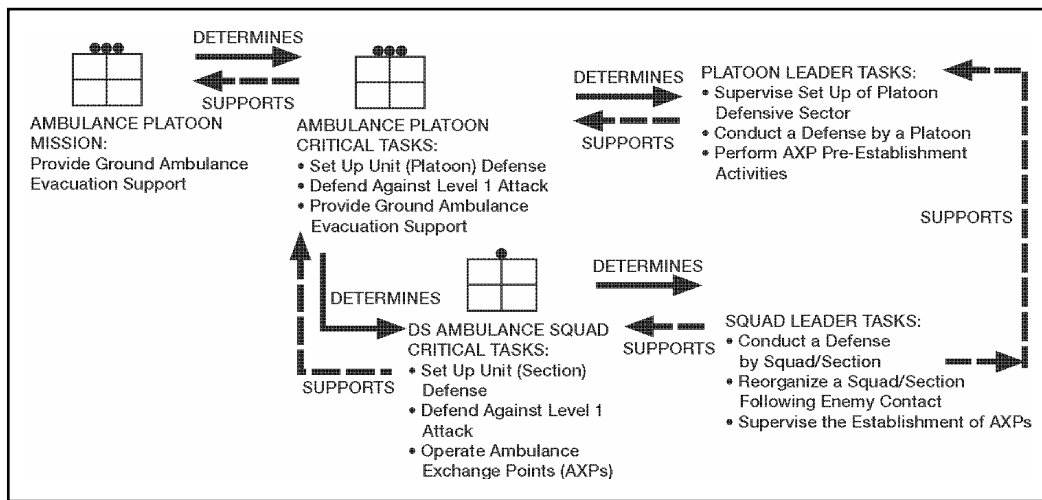 DETERMINES
SUPPORTS
AMBULANCE PLATOON
MISSION:
Provide Ground Ambulance
Evacuation Support
AMBULANCE PLATOON
CRITICAL TASKS:
• Set Up Unit (Platoon) Defense
• Defend Against Level 1 Attack
• Provide Ground Ambulance
Evacuation Support
DETERMINES
SUPPORTS
PLATOON LEADER TASKS:
• Supervise Set Up of Platoon
Defensive Sector
• Conduct a Defense by a Platoon
• Perform AXP Pre-Establishment
Activities
SUPPORTS
DETERMINES
SUPPORTS
DS AMBULANCE SQUAD
CRITICAL TASKS:
• Set Up Unit (Section)
Defense
• Defend Against Level 1
Attack
• Operate Ambulance
Exchange Points (AXPs)
DETERMINES
SUPPORTS
SQUAD LEADER TASKS:
• Conduct a Defense
by Squad/Section
• Reorganize a Squad/Section
Following Enemy Contact
• Supervise the Establishment of AXPs